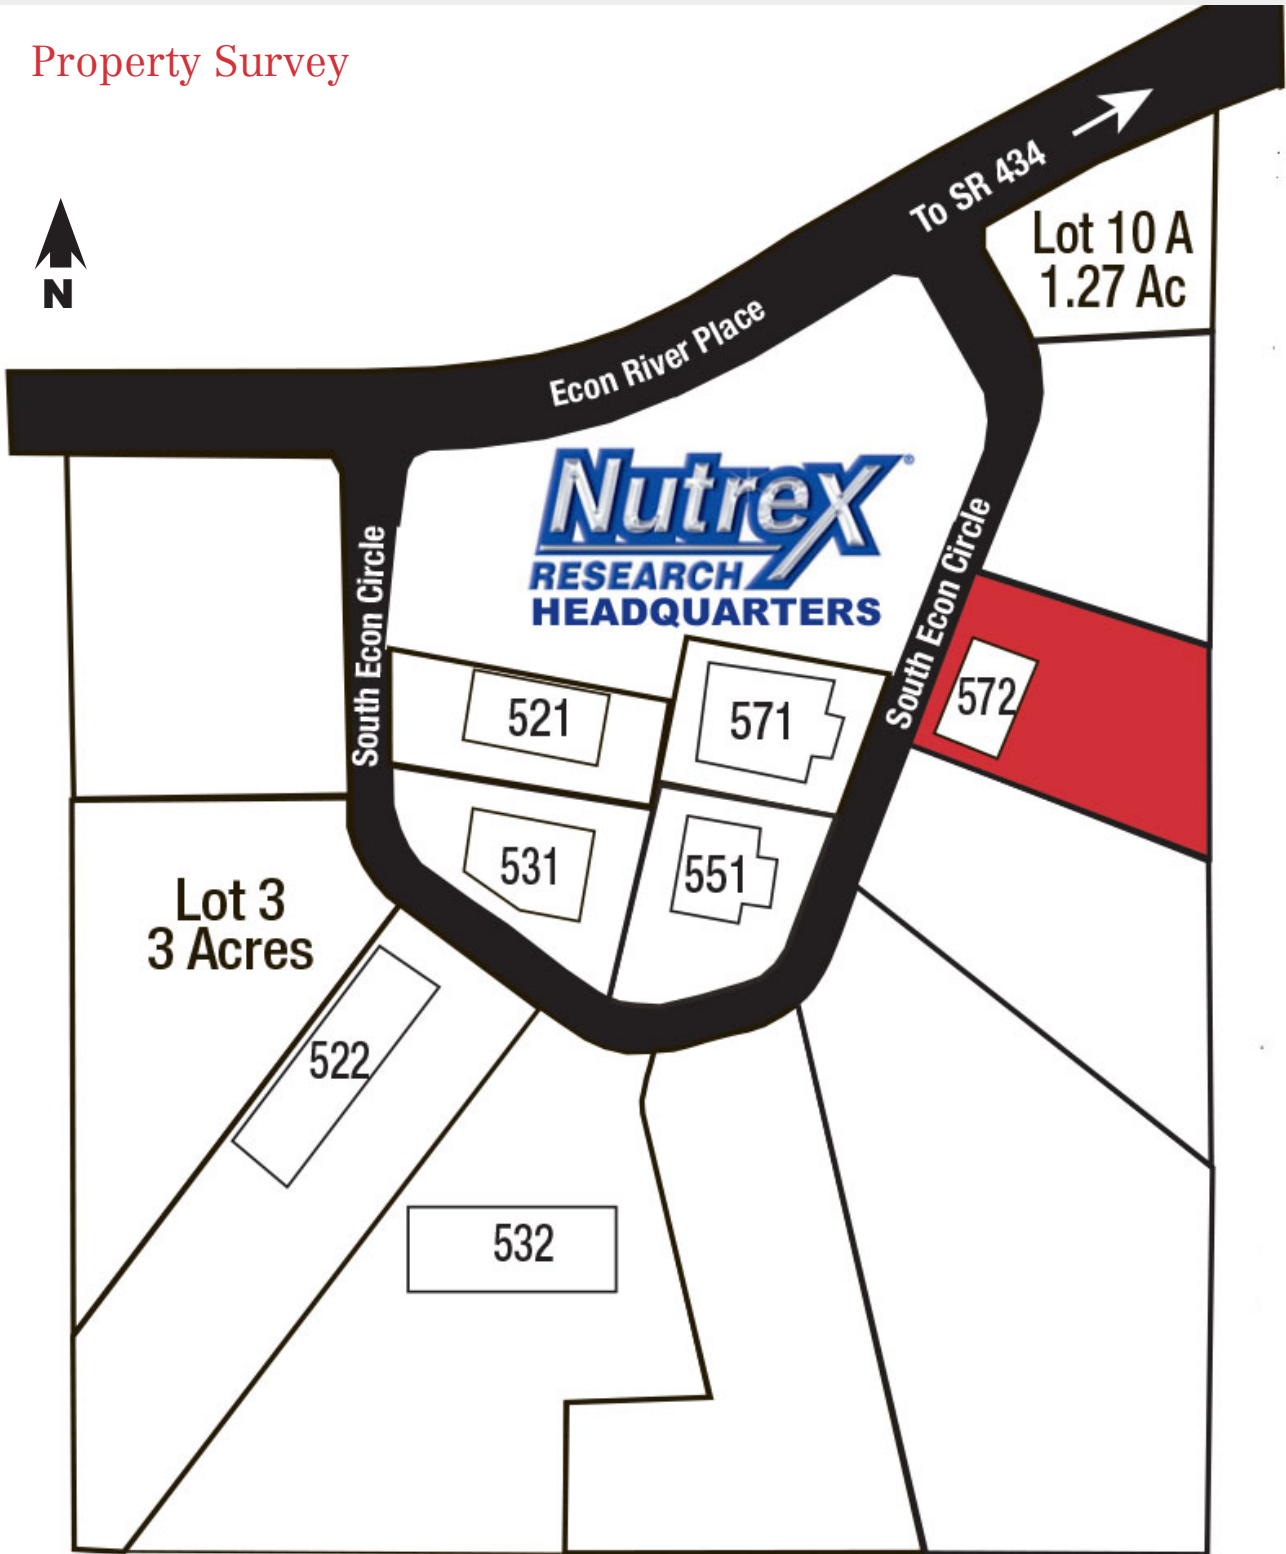 Property Survey
To SR 434
Lot 10 A
1.27 Ac
N
Econ River Place
Nutrex®
RESEARCH
HEADQUARTERS
South Econ Circle
South Econ Circle
521
571
572
531
551
Lot 3
3 Acres
522
532